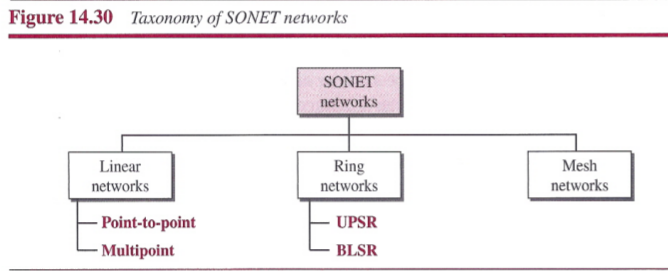 Figure 14.30 Taxonomy of SONET networks
SONET
networks
Linear
networks
Ring
networks
Mesh
networks
Point-to-point
Multipoint
UPSR
BLSR